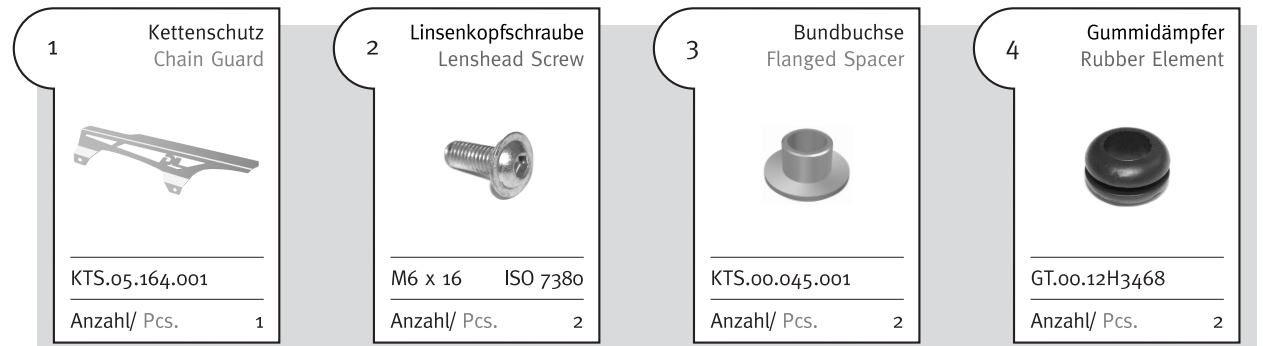 1
Kettenschutz
Chain Guard
KTS.05.164.001
Anzahl/ Pcs. 1
2
Linsenkopfschraube
Lenshead Screw
M6 x 16 ISO 7380
Anzahl/ Pcs. 2
3
Bundbuchse
Flanged Spacer
KTS.00.045.001
Anzahl/ Pcs. 2
4
Gummidämpfer
Rubber Element
GT.00.12H3468
Anzahl/ Pcs. 2